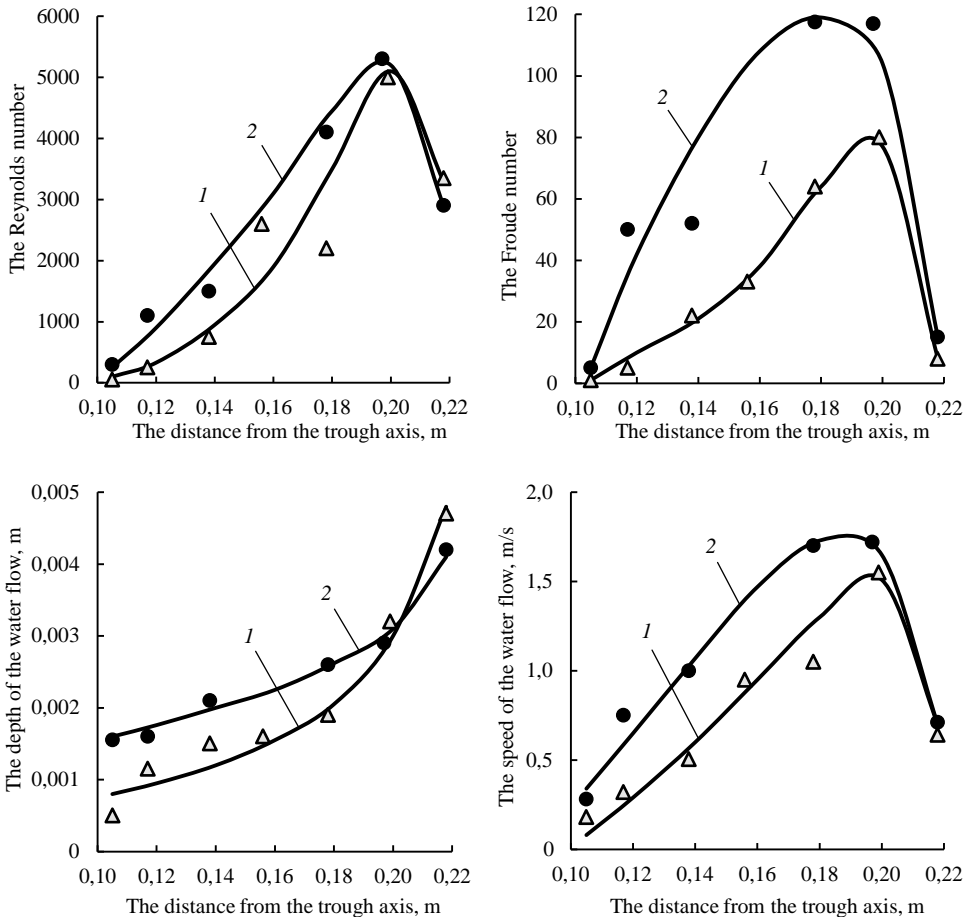 The Reynolds number
6000
5000
4000
3000
2000
1000
0
2
1
0,10 0,12 0,14 0,16 0,18 0,20 0,22
The distance from the trough axis, m
The Froude number
120
100
80
60
40
20
0
2
1
0,10 0,12 0,14 0,16 0,18 0,20 0,22
The distance from the trough axis, m
The depth of the water flow, m
0,005
0,004
0,003
0,002
0,001
0
1
2
0,10 0,12 0,14 0,16 0,18 0,20 0,22
The distance from the trough axis, m
The speed of the water flow, m/s
2,0
1,5
1,0
0,5
0
2
1
0,10 0,12 0,14 0,16 0,18 0,20 0,22
The distance from the trough axis, m